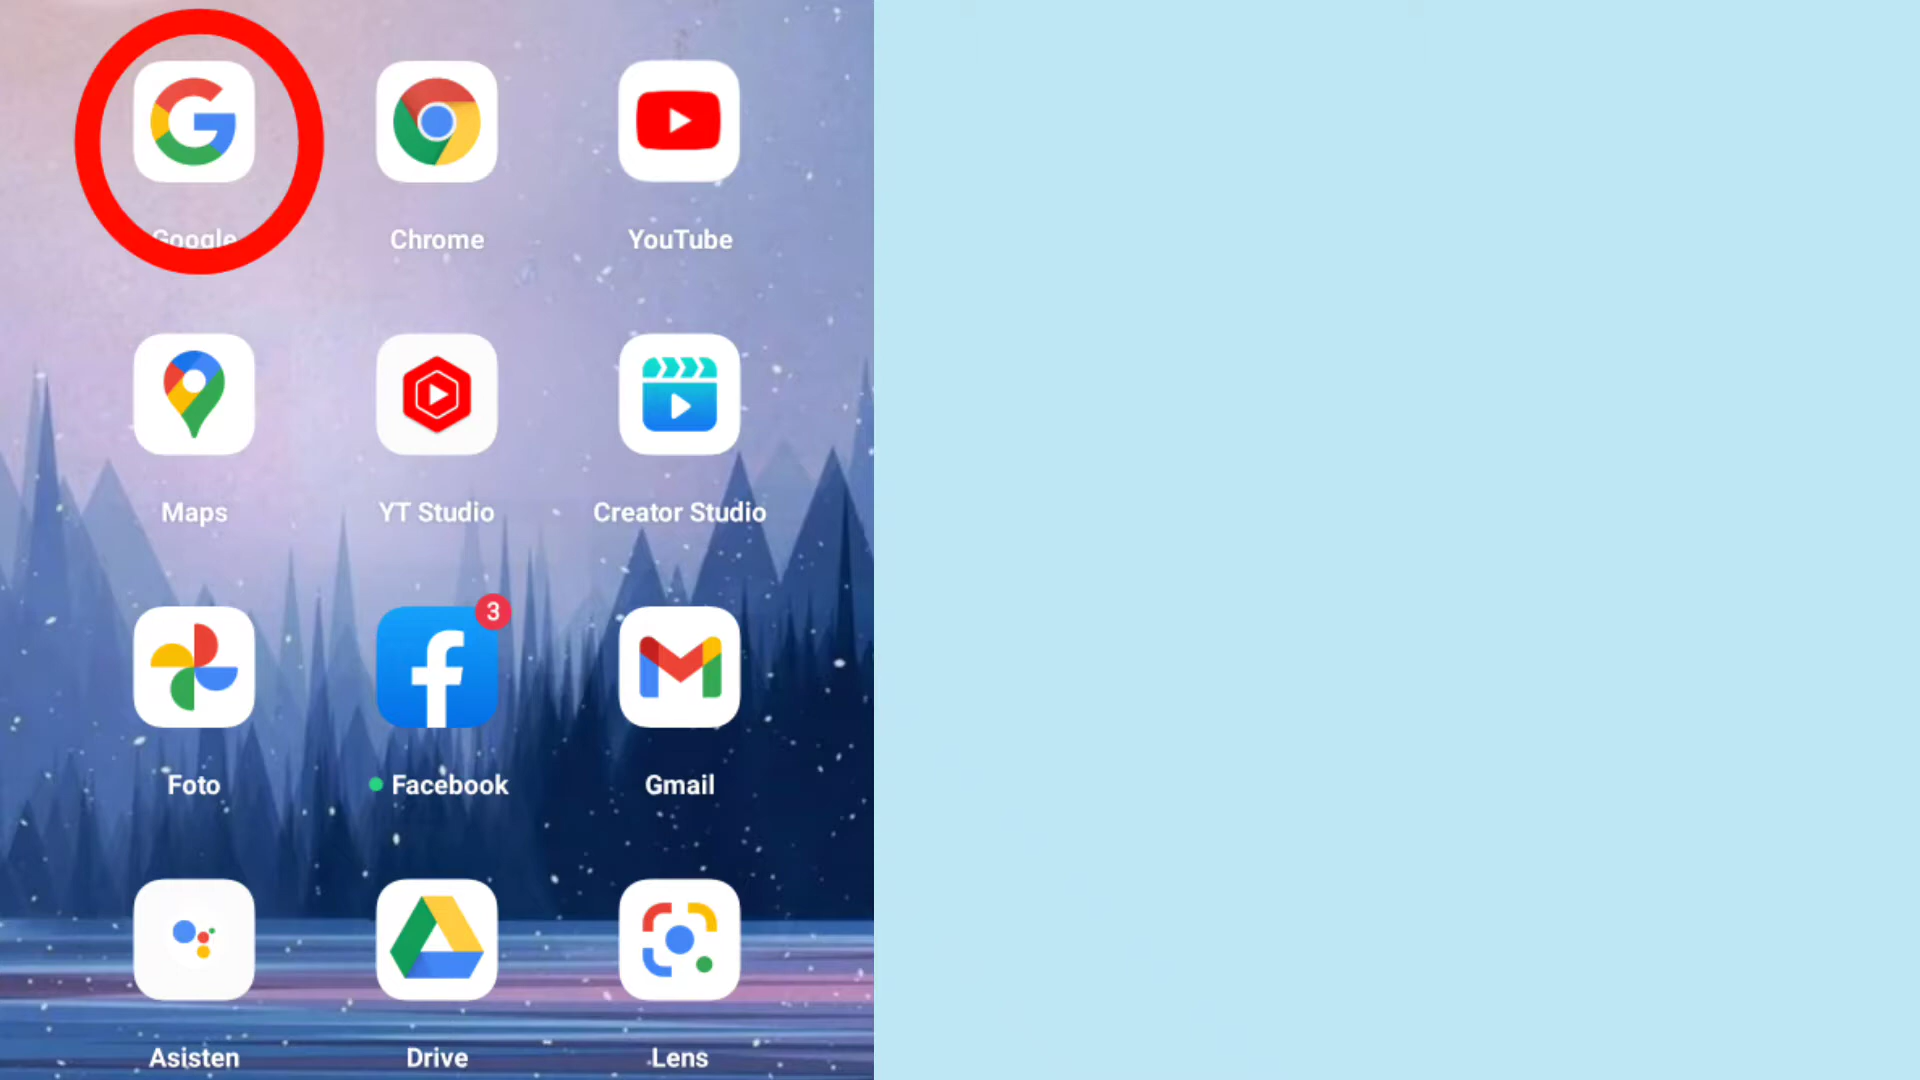 Google
Chrome
YouTube
Maps
YT Studio
Creator Studio
3
Foto
Facebook
Gmail
Asisten
Drive
Lens